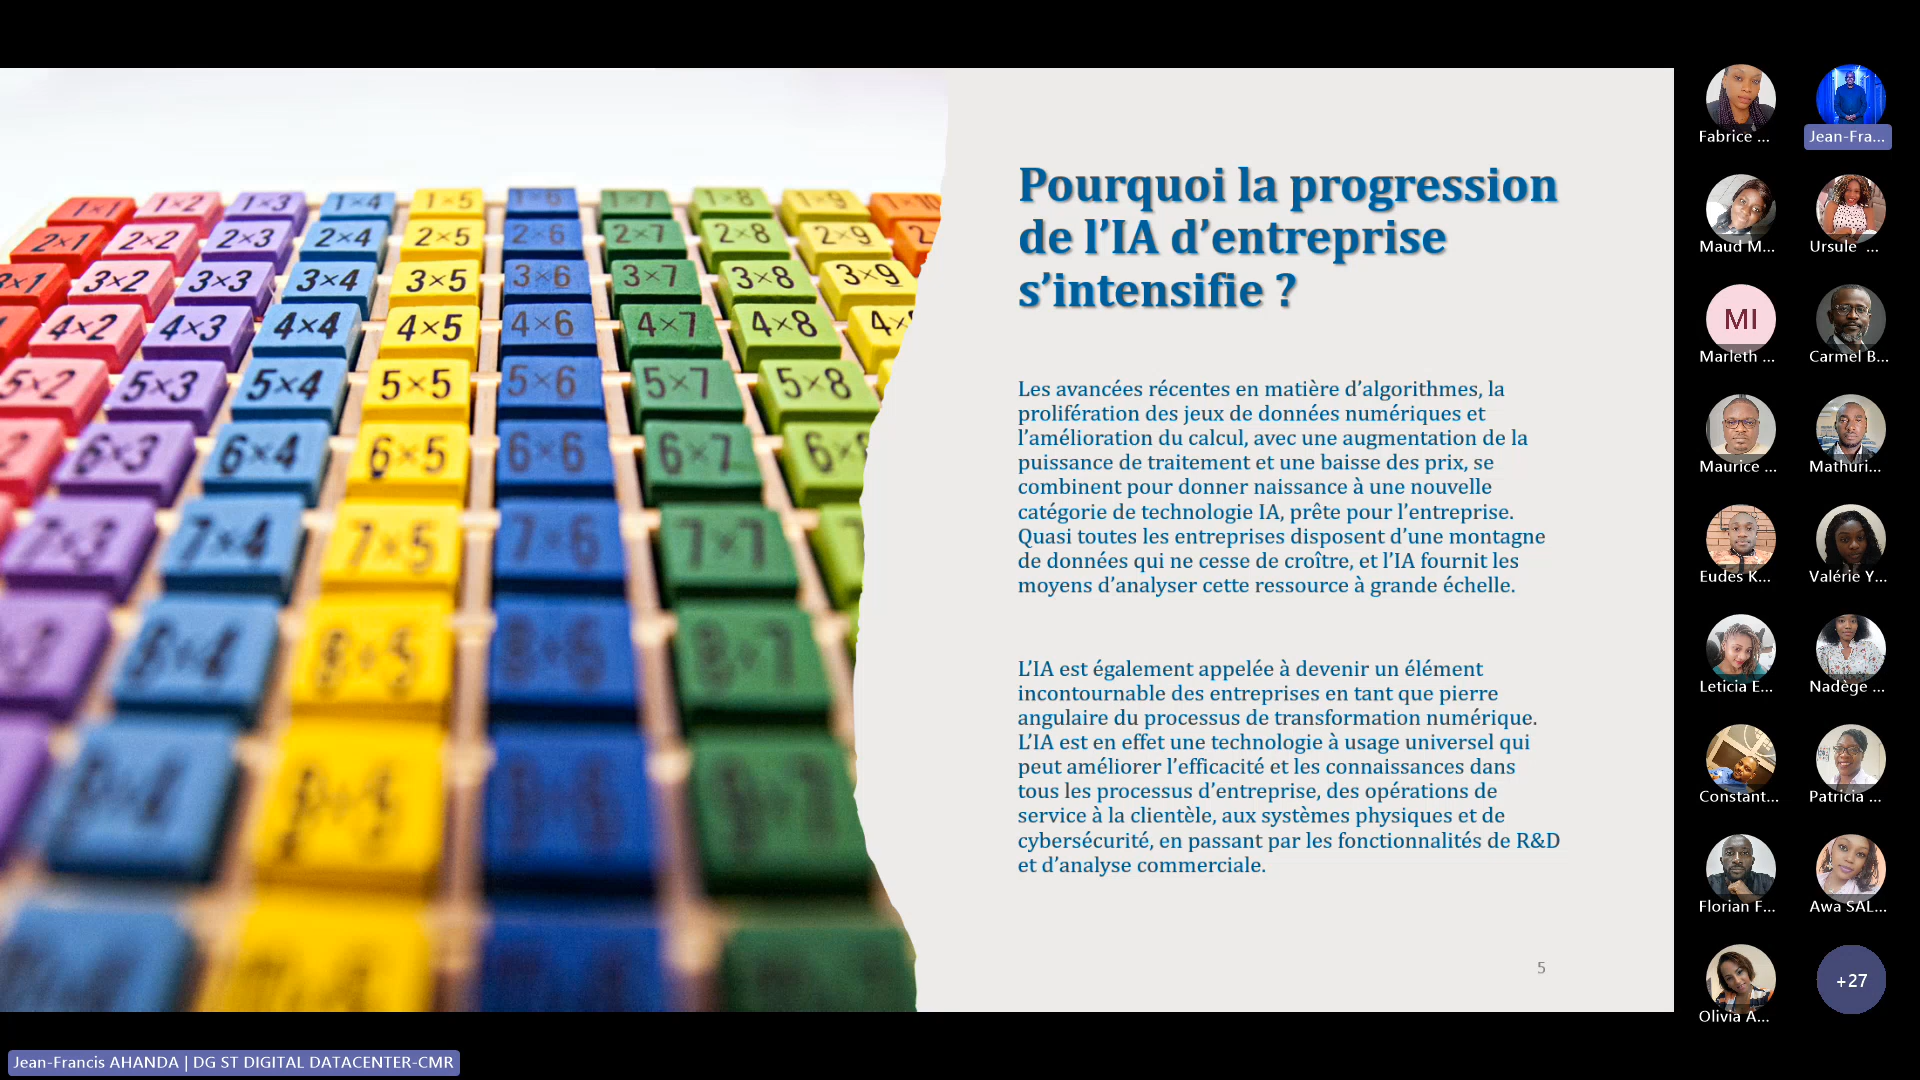 Pourquoi la progression
de l’IA d’entreprise
s’intensifie ?
Les avancées récentes en matière d’algorithmes, la
prolifération des jeux de données numériques et
l’amélioration du calcul, avec une augmentation de la
puissance de traitement et une baisse des prix, se
combinent pour donner naissance à une nouvelle
catégorie de technologie IA, prête pour l’entreprise.
Quasi toutes les entreprises disposent d’une montagne
de données qui ne cesse de croître, et l’IA fournit les
moyens d’analyser cette ressource à grande échelle.
L’IA est également appelée à devenir un élément
incontournable des entreprises en tant que pierre
angulaire du processus de transformation numérique.
L’IA est en effet une technologie à usage universel qui
peut améliorer l’efficacité et les connaissances dans
tous les processus d’entreprise, des opérations de
service à la clientèle, aux systèmes physiques et de
cybersécurité, en passant par les fonctionnalités de R&D
et d’analyse commerciale.
5
1×1 1×2 1×3 1×4 1×5 1×6 1×7 1×8 1×9 1×10
2×1 2×2 2×3 2×4 2×5 2×6 2×7 2×8 2×9
3×1 3×2 3×3 3×4 3×5 3×6 3×7 3×8 3×9
4×2 4×3 4×4 4×5 4×6 4×7 4×8
5×2 5×3 5×4 5×5 5×6 5×7 5×8
6×3 6×4 6×5 6×6 6×7
7×3 7×4 7×5 7×6 7×7
Fabrice ... Jean-Fra...
Maud M... Ursule ...
MI
Marleth ... Carmel B...
Maurice ... Mathuri...
Eudes K... Valérie Y...
Leticia E... Nadège ...
Constant... Patricia ...
Florian F... Awa SAL...
Olivia A... +27
Jean-Francis AHANDA | DG ST DIGITAL DATACENTER-CMR